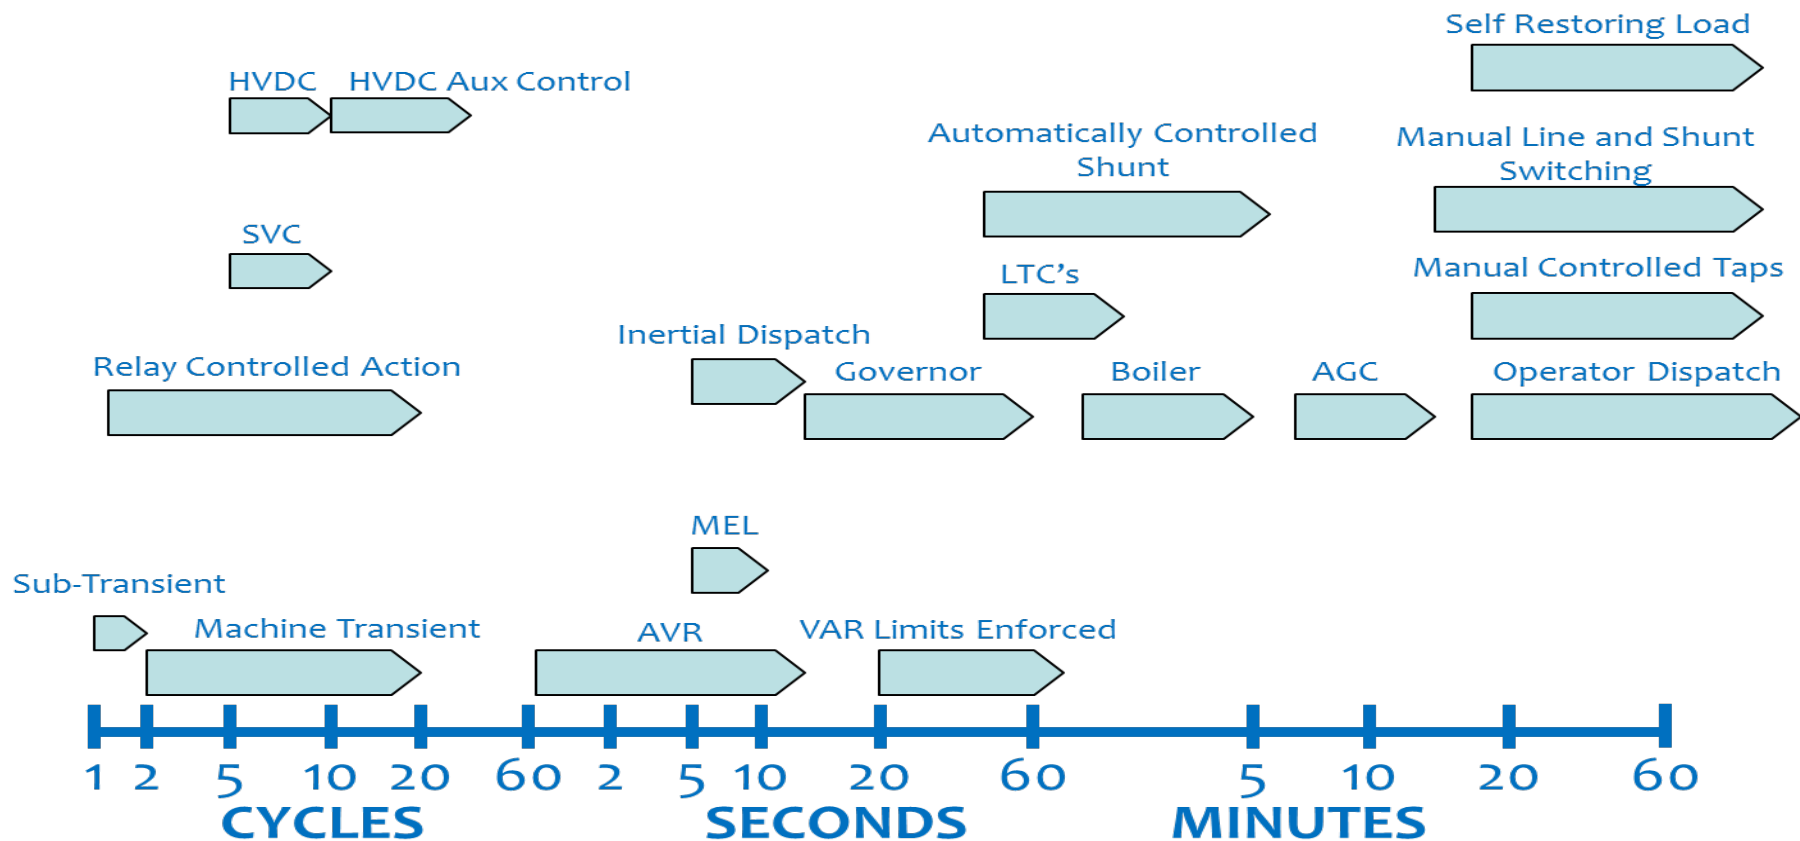 Self Restoring Load
HVDC
HVDC Aux Control
Automatically Controlled
Shunt
Manual Line and Shunt
Switching
SVC
LTC's
Manual Controlled Taps
Inertial Dispatch
Relay Controlled Action
Governor
Boiler
AGC
Operator Dispatch
MEL
Sub-Transient
Machine Transient
AVR
VAR Limits Enforced
1 2 5 10 20 60 2 5 10 20 60 5 10 20 60
CYCLES
SECONDS
MINUTES